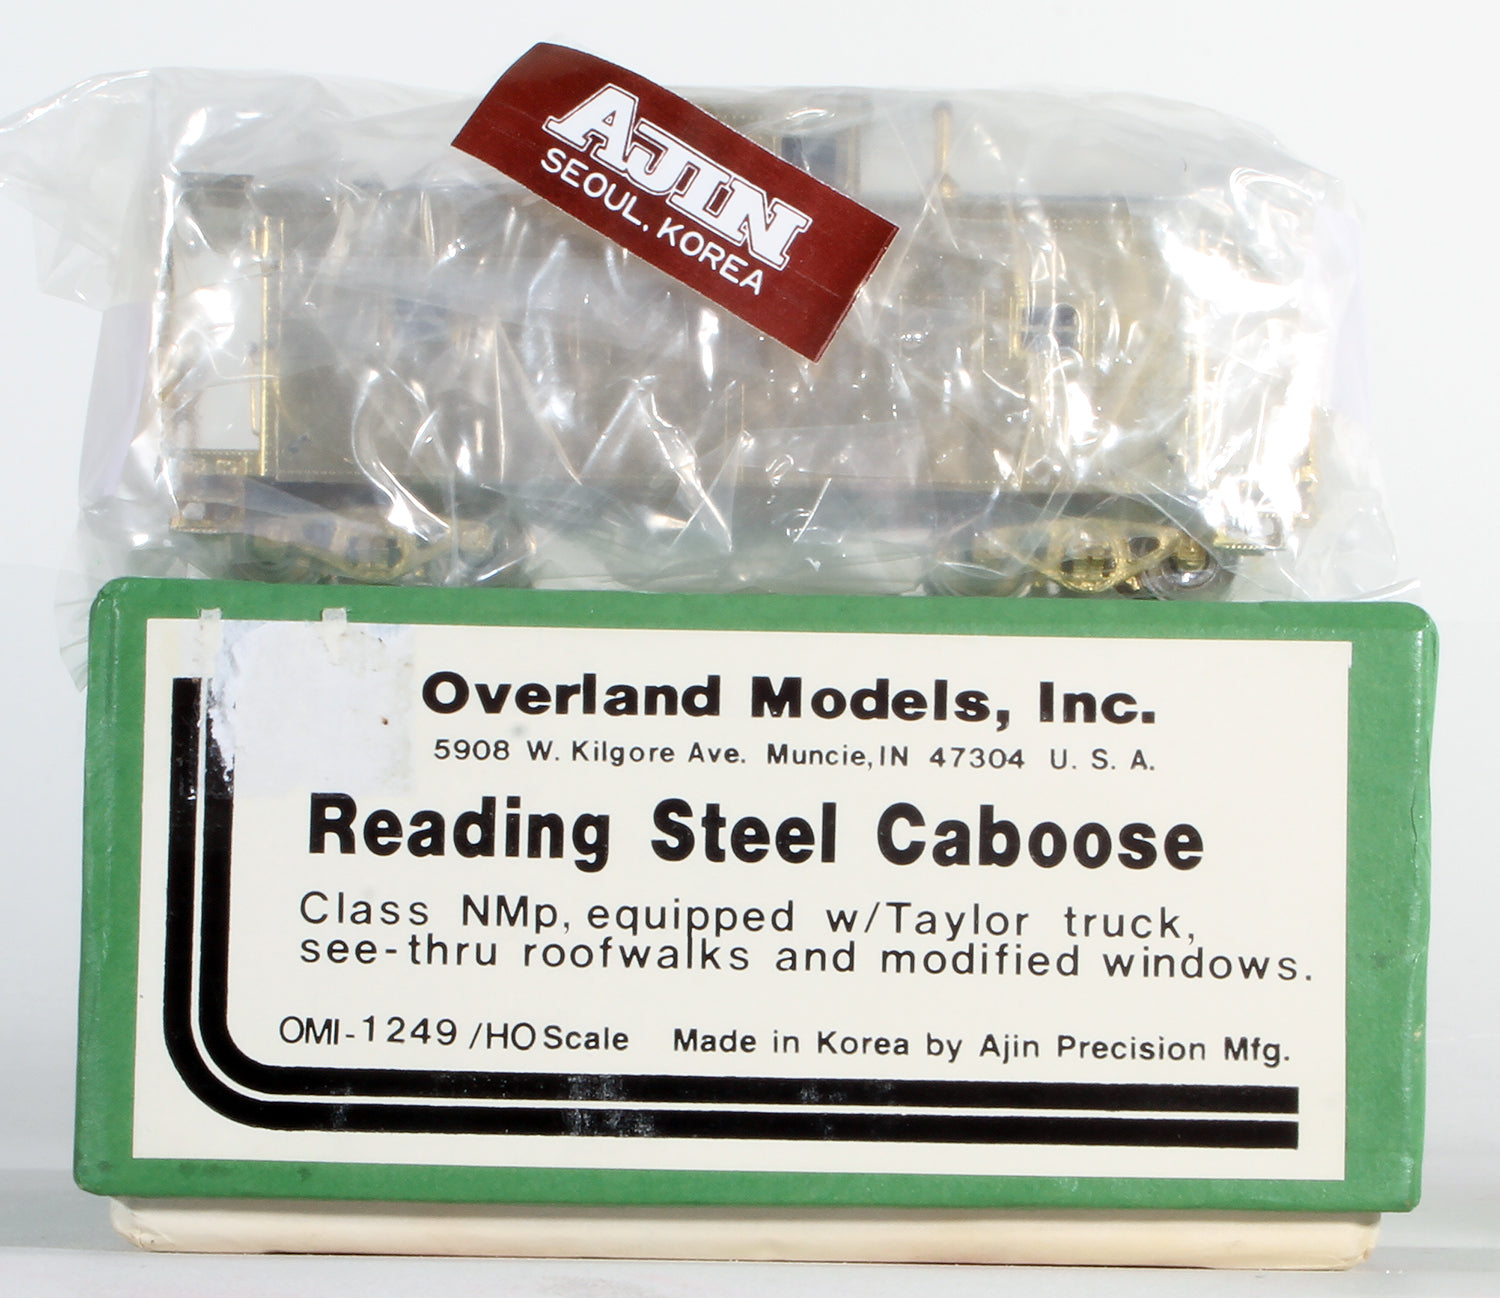 AJIN
SEOUL, KOREA
Overland Models, Inc.
5908 W. Kilgore Ave. Muncie, IN 47304 U. S. A.
Reading Steel Caboose
Class NMp, equipped w/Taylor truck,
see-thru roofwalks and modified windows.
OMI-1249 /HO Scale Made in Korea by Ajin Precision Mfg.